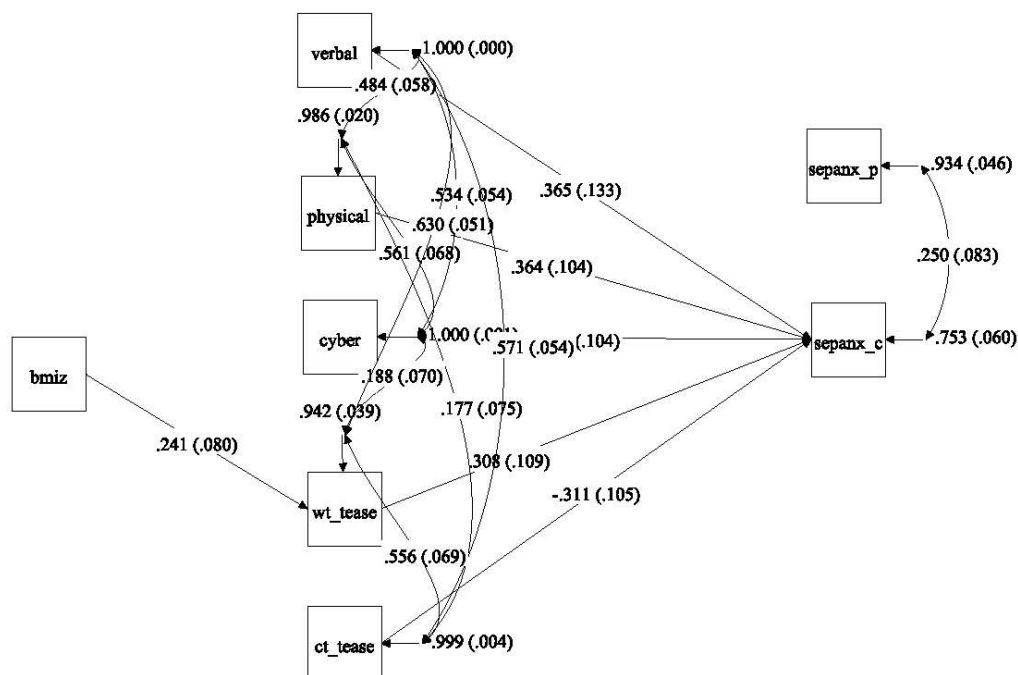 verbal
1.000 (.000)
.484 (.058)
.986 (.020)
sepanx_p
.934 (.046)
.365 (.133)
.534 (.054)
physical
.630 (.051)
.561 (.068)
.364 (.104)
.250 (.083)
cyber
1.000
.571 (.054)
(.104)
sepanx_c
.753 (.060)
bmiz
.188 (.070)
.942 (.039)
.177 (.075)
.241 (.080)
.308 (.109)
-.311 (.105)
wt_tease
.556 (.069)
ct_tease
.999 (.004)